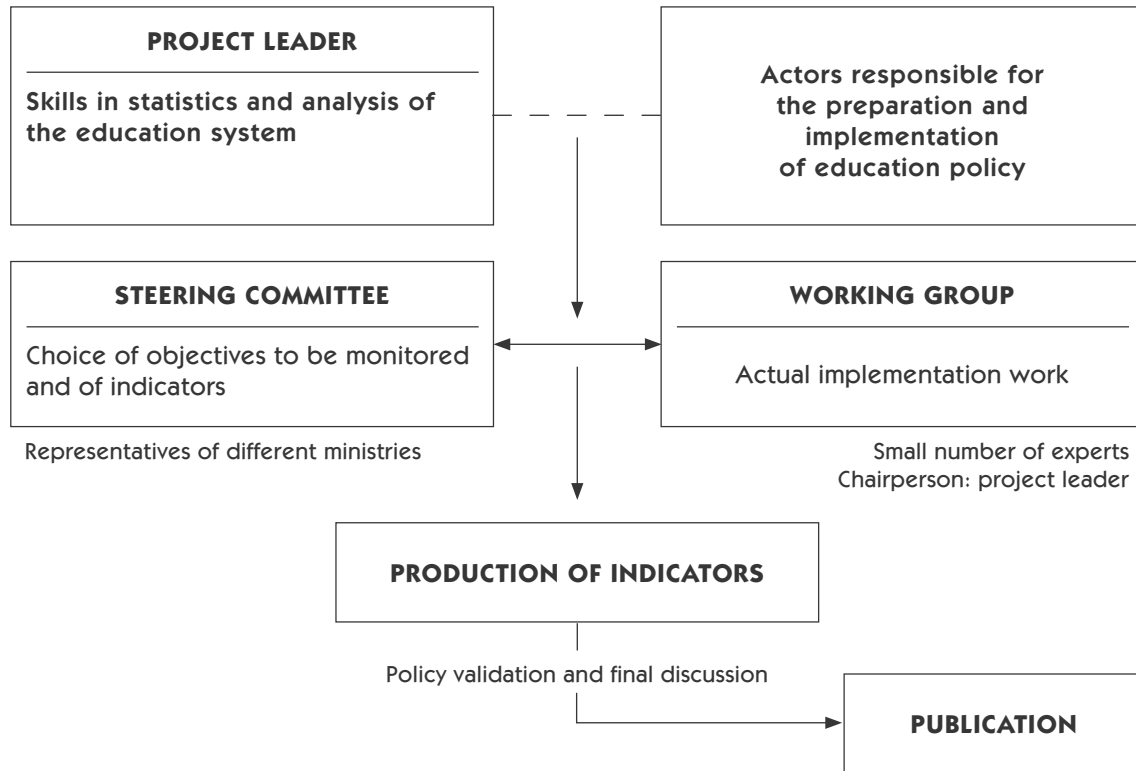 PROJECT LEADER
Skills in statistics and analysis of
the education system
Actors responsible for
the preparation and
implementation
of education policy
STEERING COMMITTEE
Choice of objectives to be monitored
and of indicators
Representatives of different ministries
WORKING GROUP
Actual implementation work
Small number of experts
Chairperson: project leader
PRODUCTION OF INDICATORS
Policy validation and final discussion
PUBLICATION